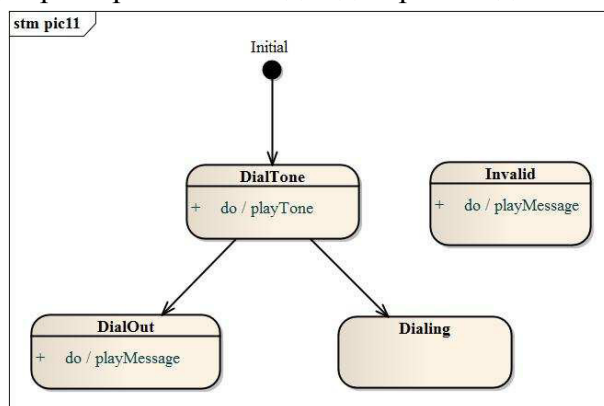 stm pic11
Initial
DialTone
+ do / playTone
Invalid
+ do / playMessage
DialOut
+ do / playMessage
Dialing